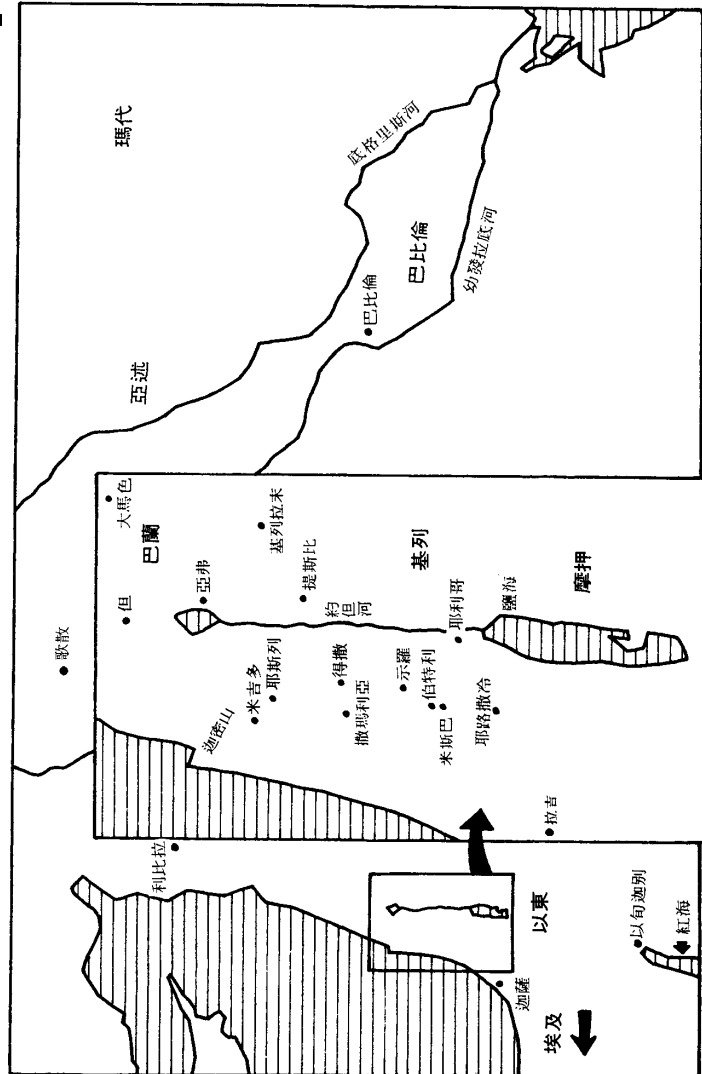 瑪代
底格里斯河
巴比倫
幼發拉底河
巴比倫
亞述
歌散
大馬色
巴蘭
但
亞弗
基列拉末
提斯比
迦密山
米吉多
耶斯列
約但河
得撒
撒瑪利亞
基列
示羅
伯特利
米斯巴
耶利哥
耶路撒冷
鹽海
摩押
拉吉
利比拉
以東
迦薩
埃及
以旬迦別
紅海